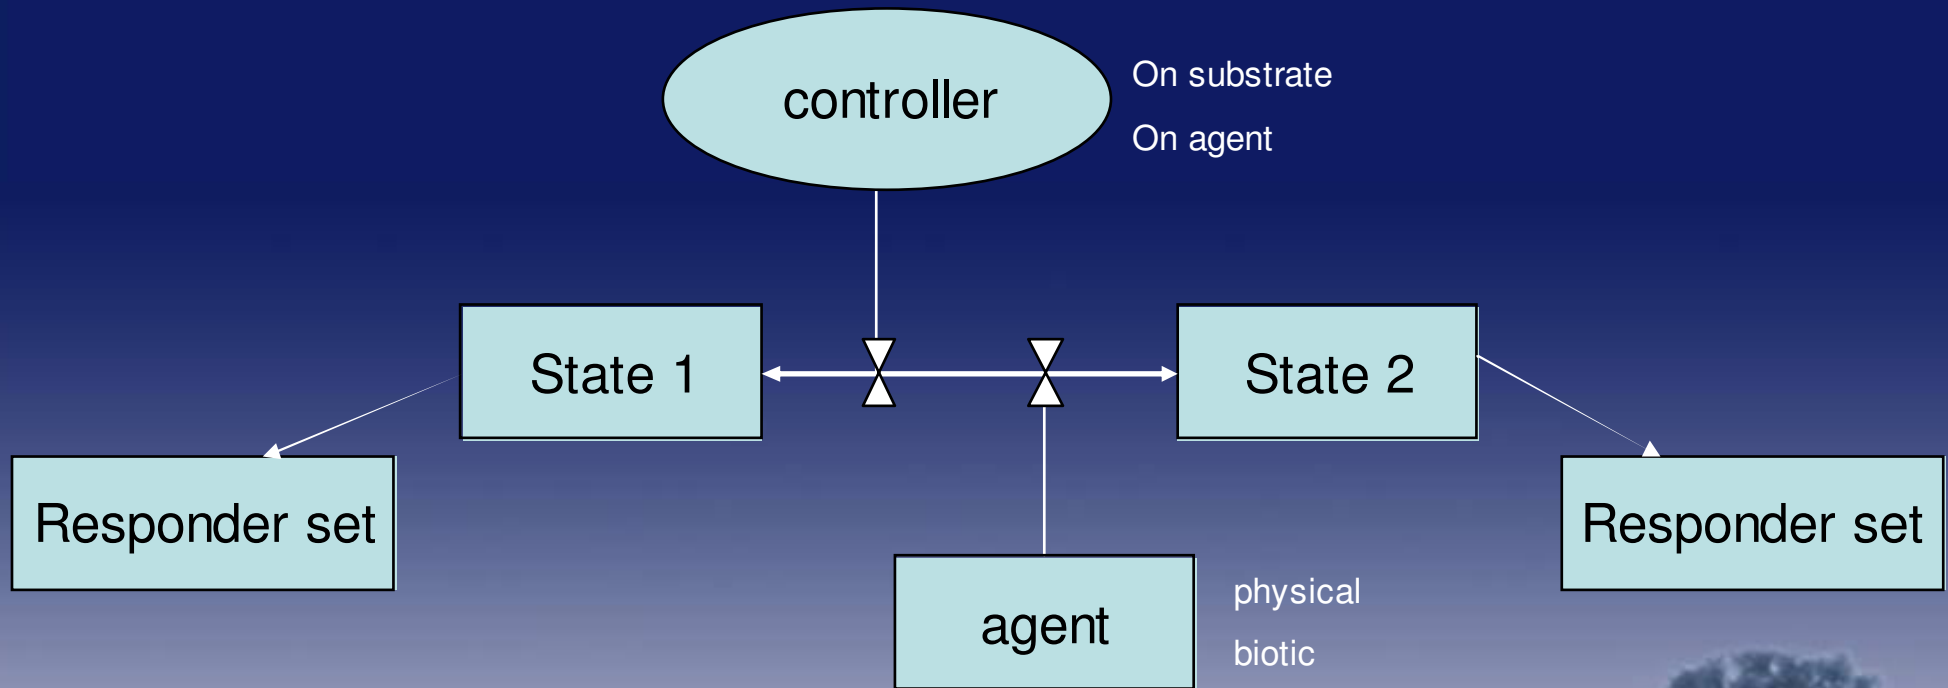 controller
On substrate
On agent
State 1
State 2
Responder set
Responder set
agent
physical
biotic